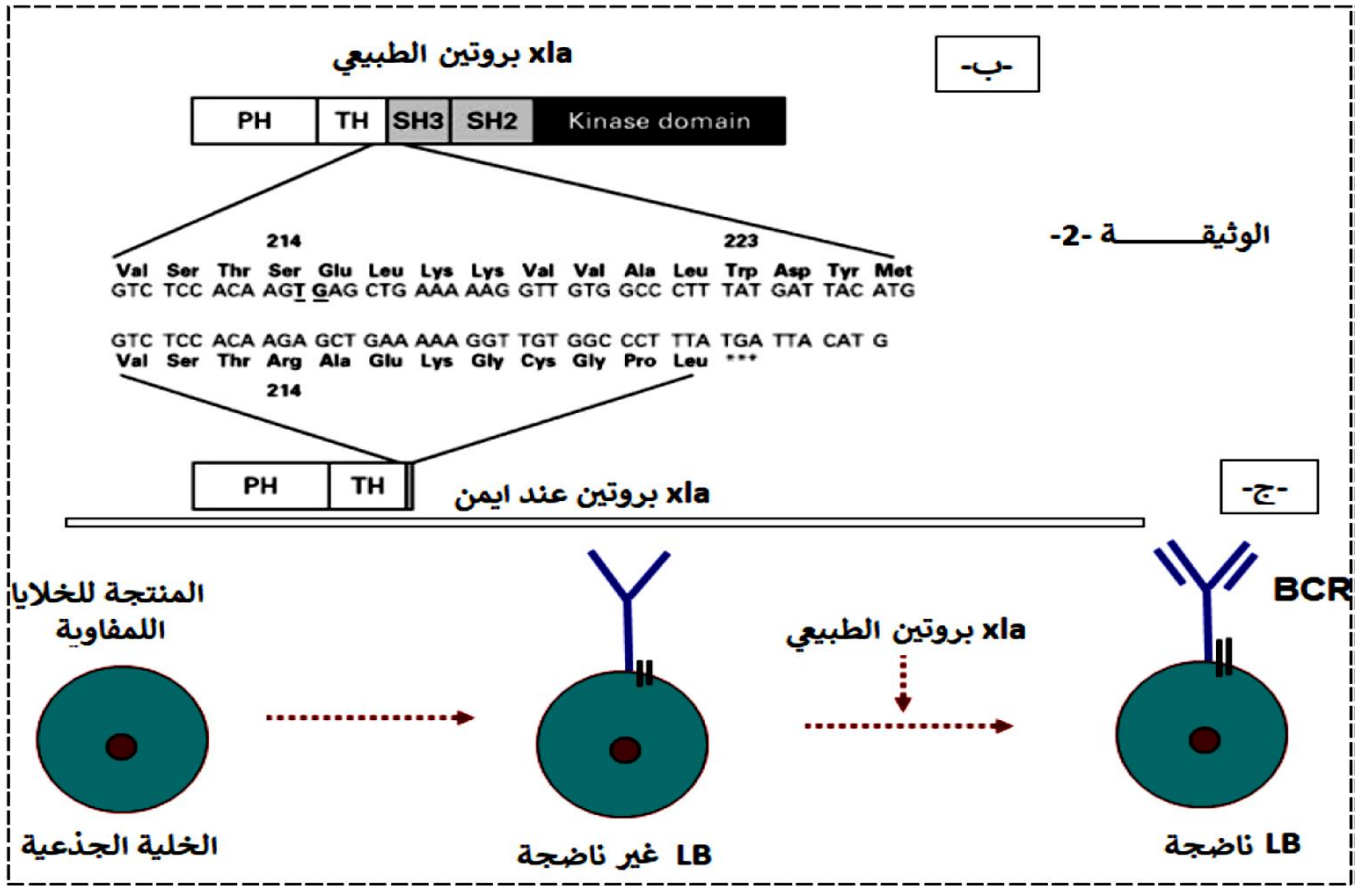 -ب-
xla بروتين الطبيعي
PH TH SH3 SH2 Kinase domain
الوثيقــــــة -2-
214 223
Val Ser Thr Ser Glu Leu Lys Lys Val Val Ala Leu Trp Asp Tyr Met
GTC TCC ACA AGT GAG CTG AAA AAG GTT GTG GCC CTT TAT GAT TAC ATG
GTC TCC ACA AGA GCT GAA AAA GGT TGT GGC CCT TTA TGA TTA CAT G
Val Ser Thr Arg Ala Glu Lys Gly Cys Gly Pro Leu ***
214
PH TH
xla بروتين عند ايمن
-ج-
المنتجة للخلايا
اللمفاوية
xla بروتين الطبيعي
BCR
الخلية الجذعية
LB غير ناضجة
LB ناضجة